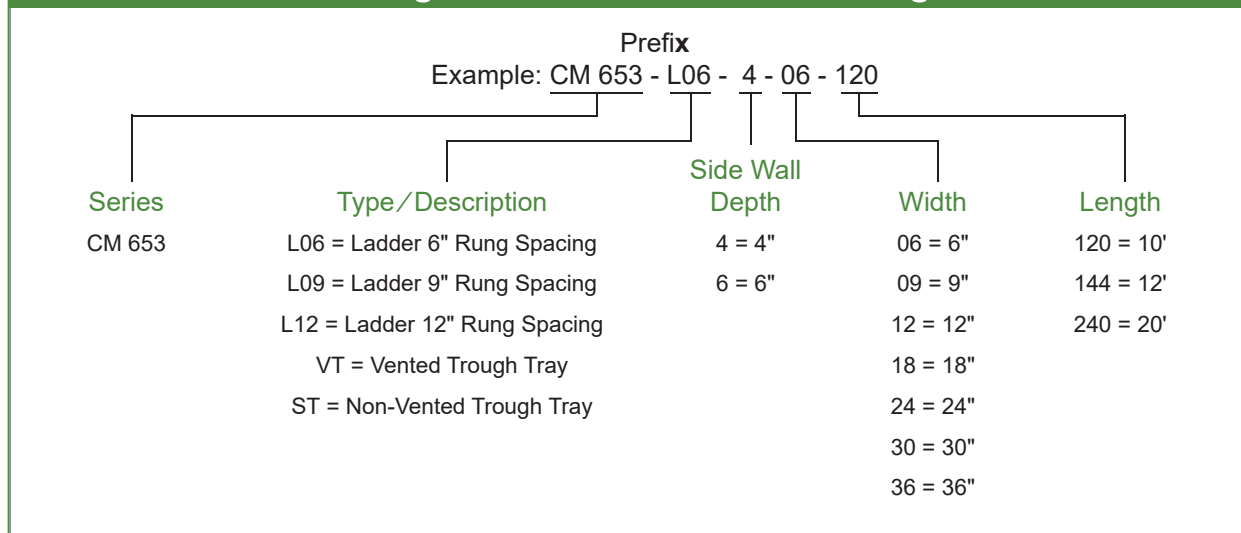 Prefix
Example: CM 653 - L06 - 4 - 06 - 120
Series
CM 653
Type/Description
L06 = Ladder 6" Rung Spacing
L09 = Ladder 9" Rung Spacing
L12 = Ladder 12" Rung Spacing
VT = Vented Trough Tray
ST = Non-Vented Trough Tray
Side Wall
Depth
4 = 4"
6 = 6"
Width
06 = 6"
09 = 9"
12 = 12"
18 = 18"
24 = 24"
30 = 30"
36 = 36"
Length
120 = 10'
144 = 12'
240 = 20'